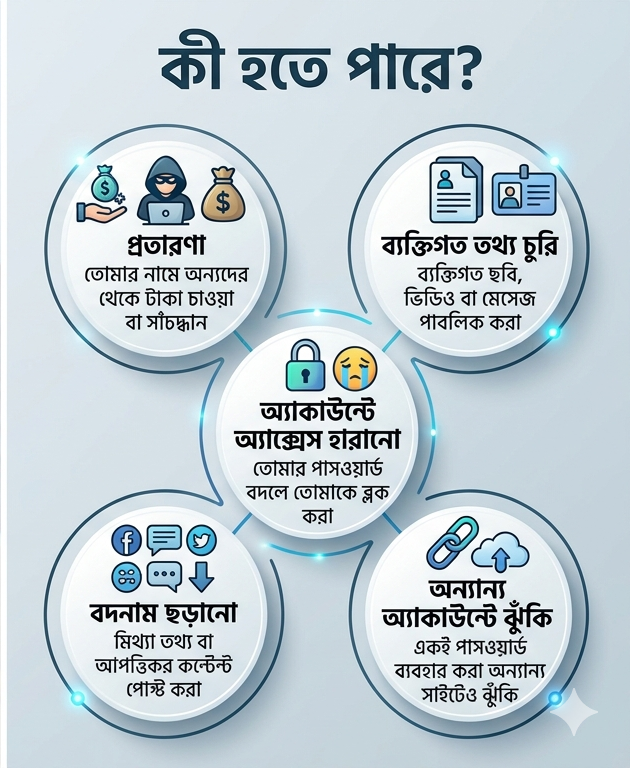 কী হতে পারে?
প্রতারণা
তোমার নামে অন্যদের
থেকে টাকা চাওয়া
বা সাঁচদ্ধান
ব্যক্তিগত তথ্য চুরি
ব্যক্তিগত ছবি,
ভিডিও বা মেসেজ
পাবলিক করা
অ্যাকাউন্টে
অ্যাক্সেস হারানো
তোমার পাসওয়ার্ড
বদলে তোমাকে ব্লক
করা
বদনাম ছড়ানো
মিথ্যা তথ্য বা
আপত্তিকর কন্টেন্ট
পোস্ট করা
অন্যান্য
অ্যাকাউন্টে ঝুঁকি
একই পাসওয়ার্ড
ব্যবহার করা অন্যান্য
সাইটেও ঝুঁকি